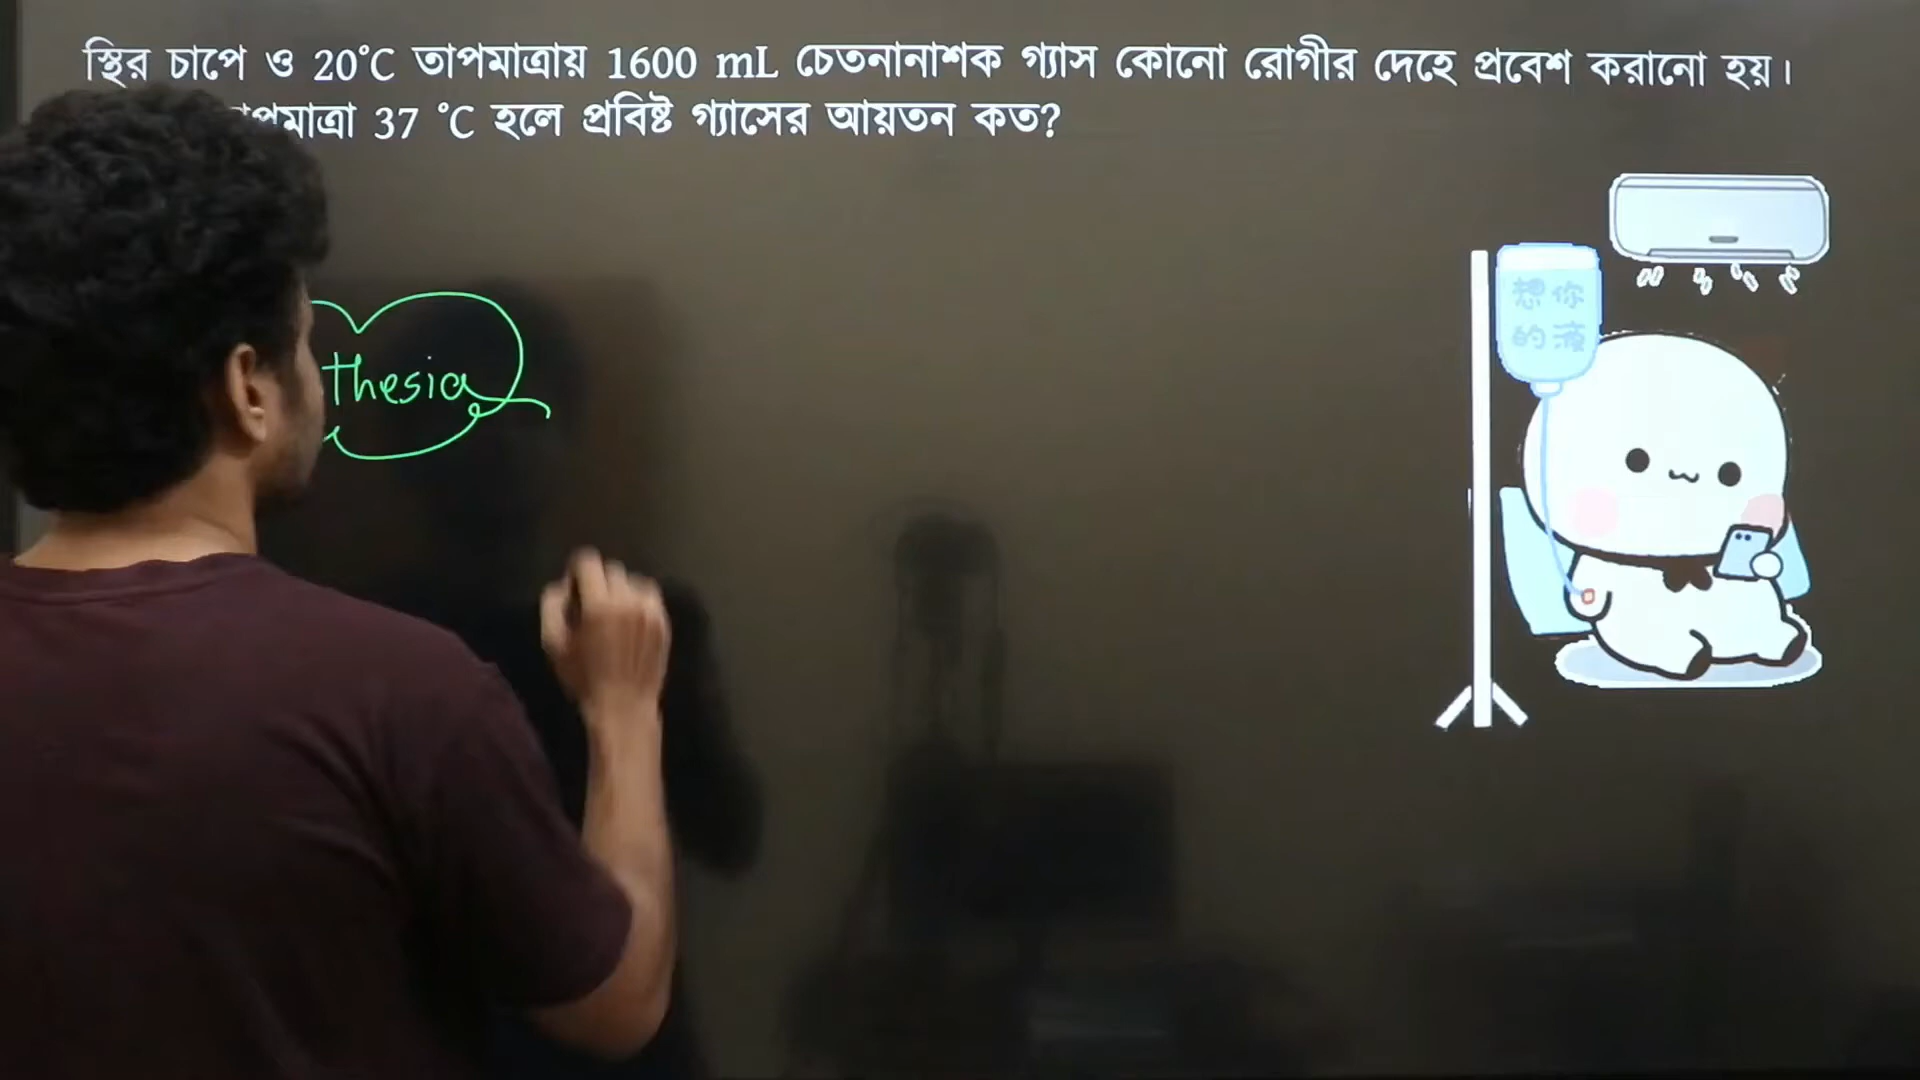 স্থির চাপে ও 20°C তাপমাত্রায় 1600 mL চেতনানাশক গ্যাস কোনো রোগীর দেহে প্রবেশ করানো হয়।
37 °C হলে প্রবিষ্ট গ্যাসের আয়তন কত?
想你
的液
thesia